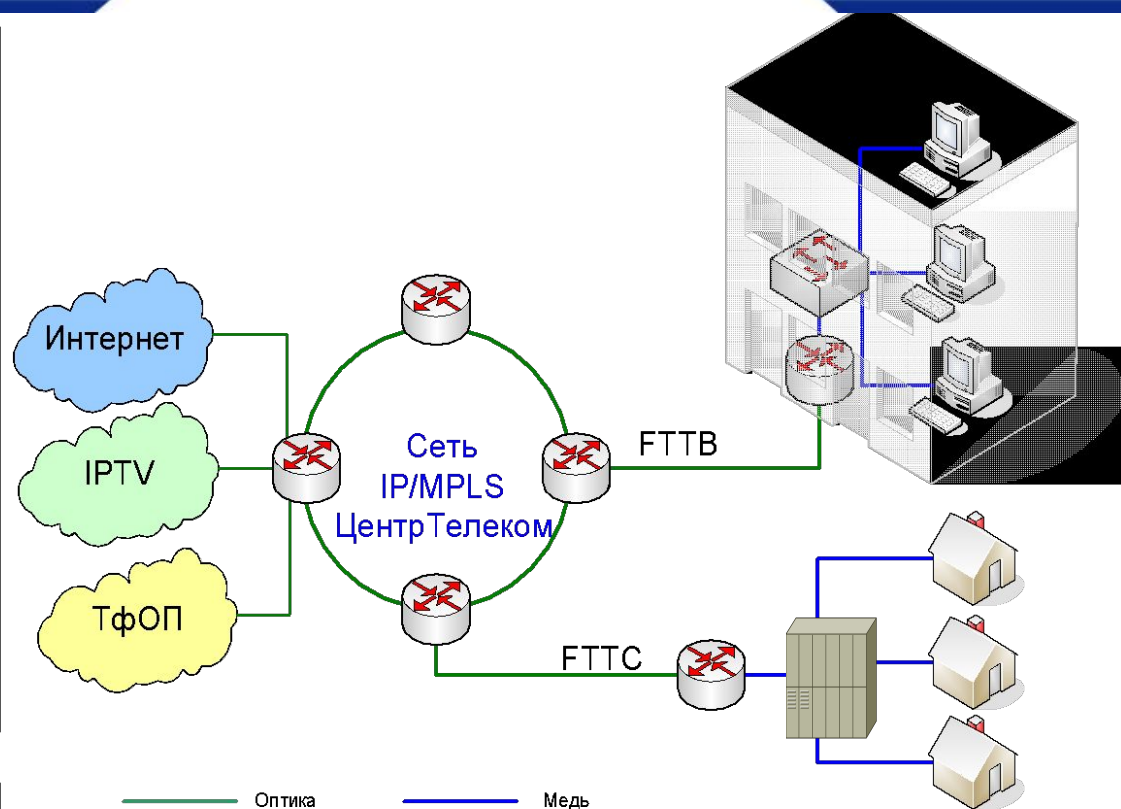 Интернет
IPTV
ТфОП
Сеть
IP/MPLS
ЦентрТелеком
FTTB
FTTC
Оптика
Медь